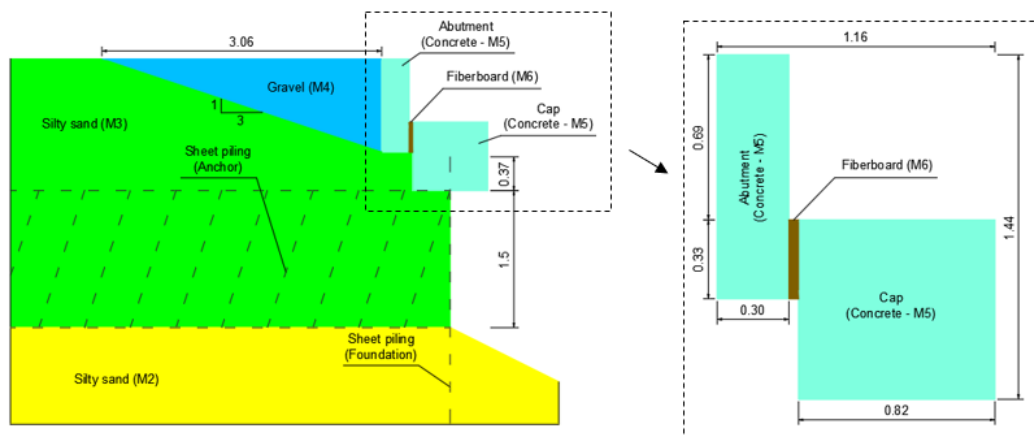 3.06
Abutment
(Concrete - M5)
Gravel (M4)
Fiberboard (M6)
1
3
Cap
(Concrete - M5)
Silty sand (M3)
Sheet piling
(Anchor)
0.37
1.5
Sheet piling
(Foundation)
Silty sand (M2)
1.16
0.69
Abutment
(Concrete - M5)
Fiberboard (M6)
1.44
0.33
Cap
(Concrete - M5)
0.30
0.82